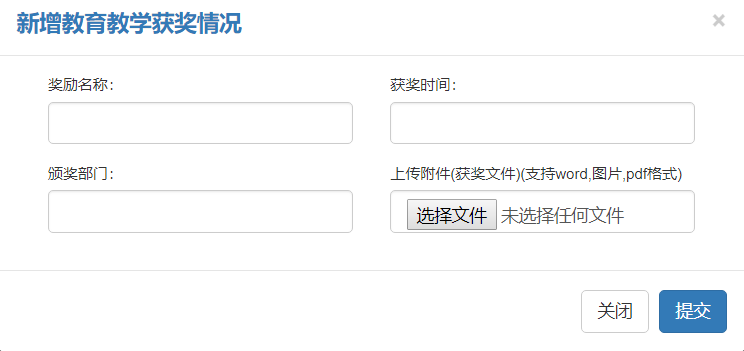 新增教育教学获奖情况
×
奖励名称：
获奖时间：
颁奖部门：
上传附件(获奖文件)(支持word,图片,pdf格式)
选择文件 未选择任何文件
关闭
提交